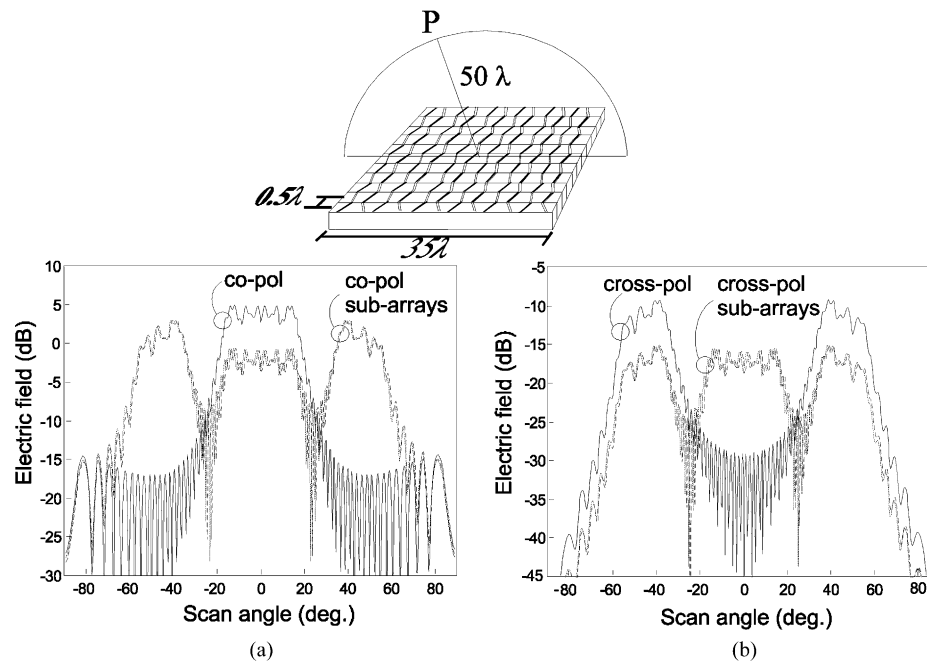 P
50 λ
0.5λ
35λ
10
5
0
-5
-10
-15
-20
-25
-30
Electric field (dB)
co-pol
co-pol
sub-arrays
-80 -60 -40 -20 0 20 40 60 80
Scan angle (deg.)
(a)
-5
-10
-15
-20
-25
-30
-35
-40
-45
Electric field (dB)
cross-pol
cross-pol
sub-arrays
-80 -60 -40 -20 0 20 40 60 80
Scan angle (deg.)
(b)